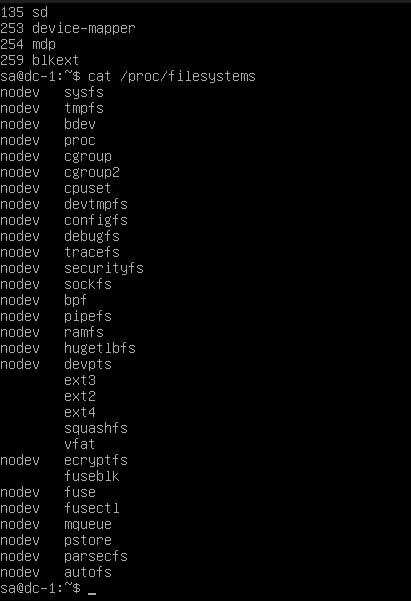 135 sd
253 device-mapper
254 mdp
259 blkext
sa@dc-1:~$ cat /proc/filesystems
nodev   sysfs
nodev   tmpfs
nodev   bdev
nodev   proc
nodev   cgroup
nodev   cgroup2
nodev   cpuset
nodev   devtmpfs
nodev   configfs
nodev   debugfs
nodev   tracefs
nodev   securityfs
nodev   sockfs
nodev   bpf
nodev   pipefs
nodev   ramfs
nodev   hugetlbfs
nodev   devpts
        ext3
        ext2
        ext4
        squashfs
        vfat
nodev   ecryptfs
        fuseblk
nodev   fuse
nodev   fusectl
nodev   mqueue
nodev   pstore
nodev   parsecfs
nodev   autofs
sa@dc-1:~$ _